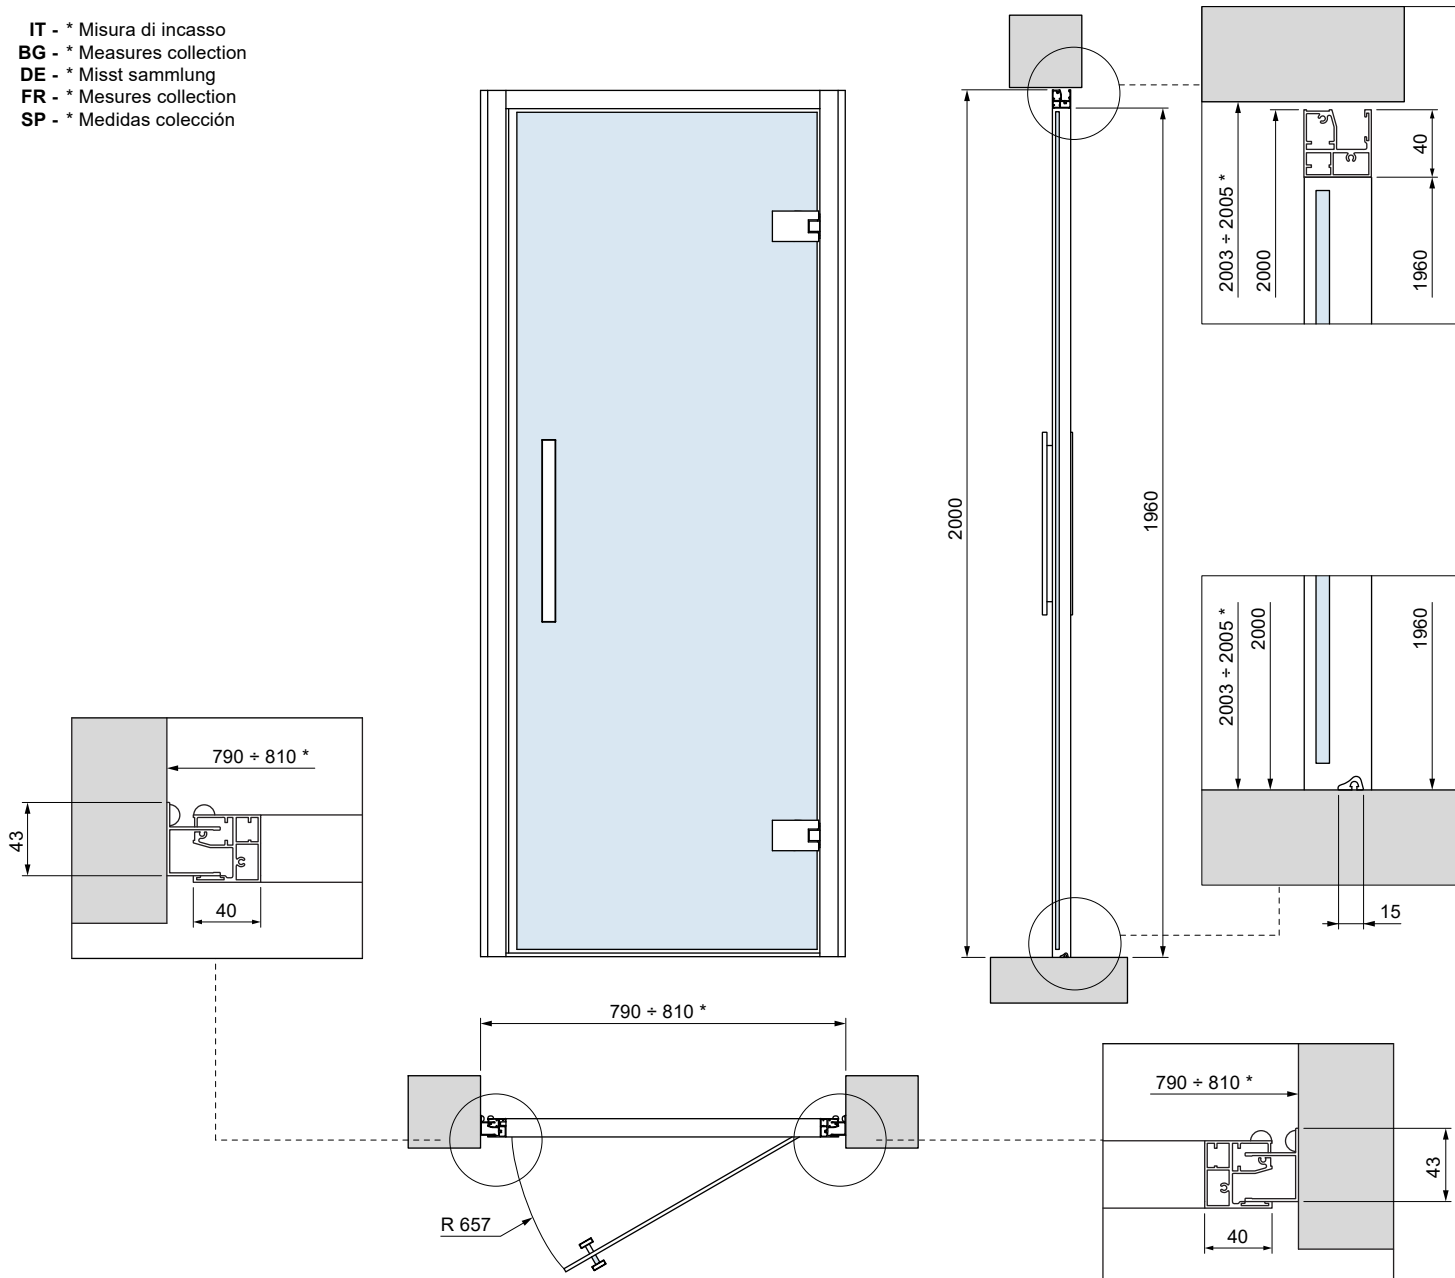 IT - * Misura di incasso
BG - * Measures collection
DE - * Misst sammlung
FR - * Mesures collection
SP - * Medidas colección
2000
1960
2003 ÷ 2005 *
2000
40
1960
2003 ÷ 2005 *
2000
1960
15
790 ÷ 810 *
43
40
790 ÷ 810 *
R 657
790 ÷ 810 *
43
40